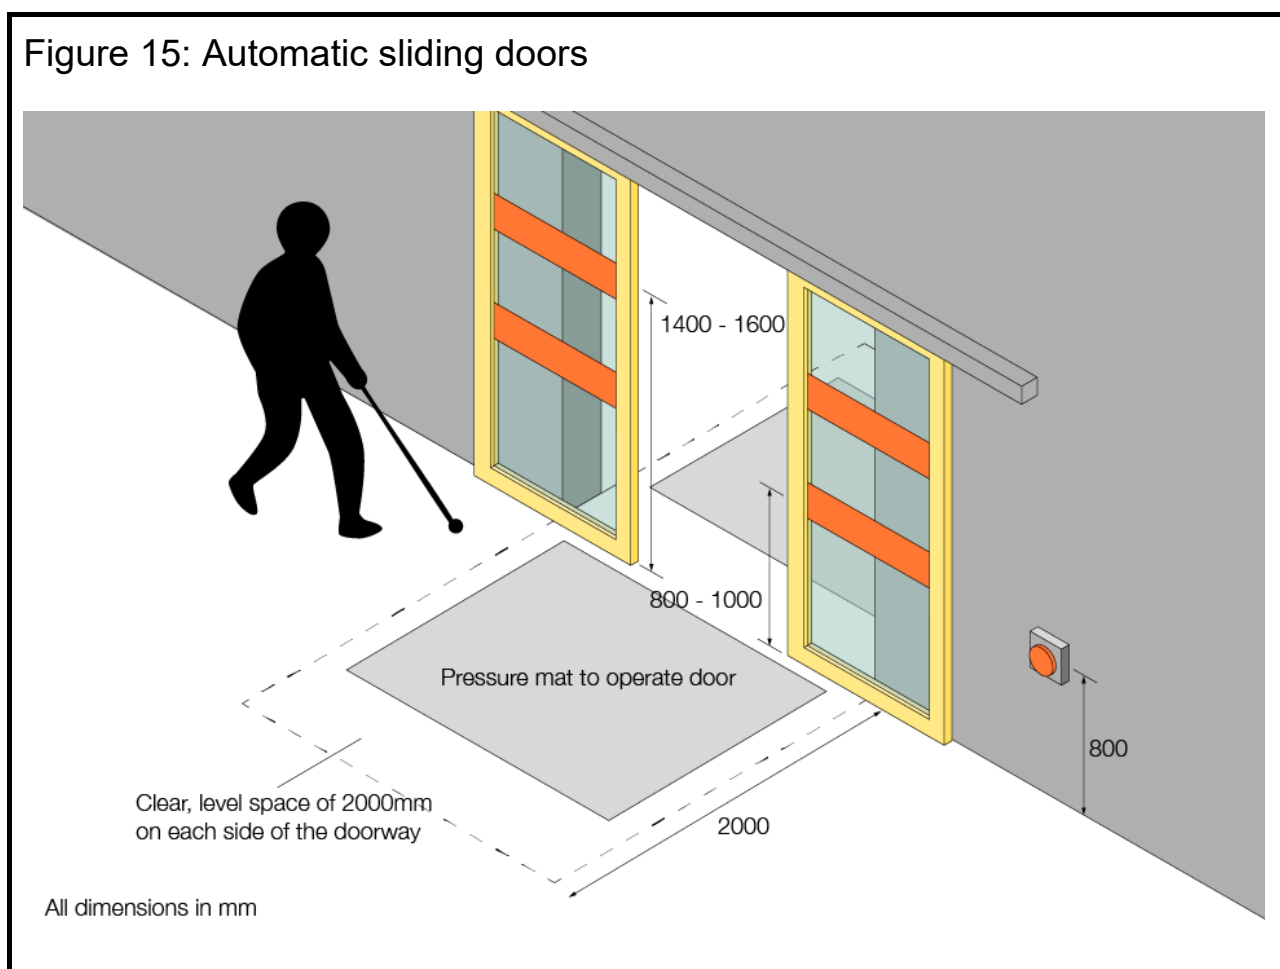 Figure 15: Automatic sliding doors
1400 - 1600
800 - 1000
Pressure mat to operate door
800
Clear, level space of 2000mm
on each side of the doorway
2000
All dimensions in mm